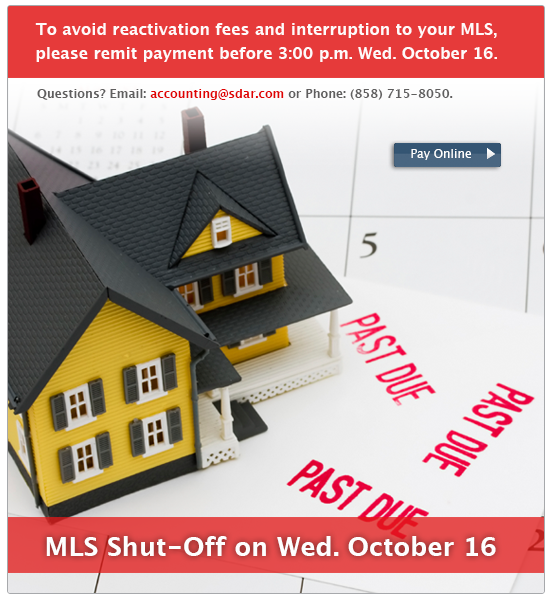 To avoid reactivation fees and interruption to your MLS,
please remit payment before 3:00 p.m. Wed. October 16.
Questions? Email: accounting@sdar.com or Phone: (858) 715-8050.
Pay Online
5
PAST DUE
PAST DUE
PAST DUE
MLS Shut-Off on Wed. October 16